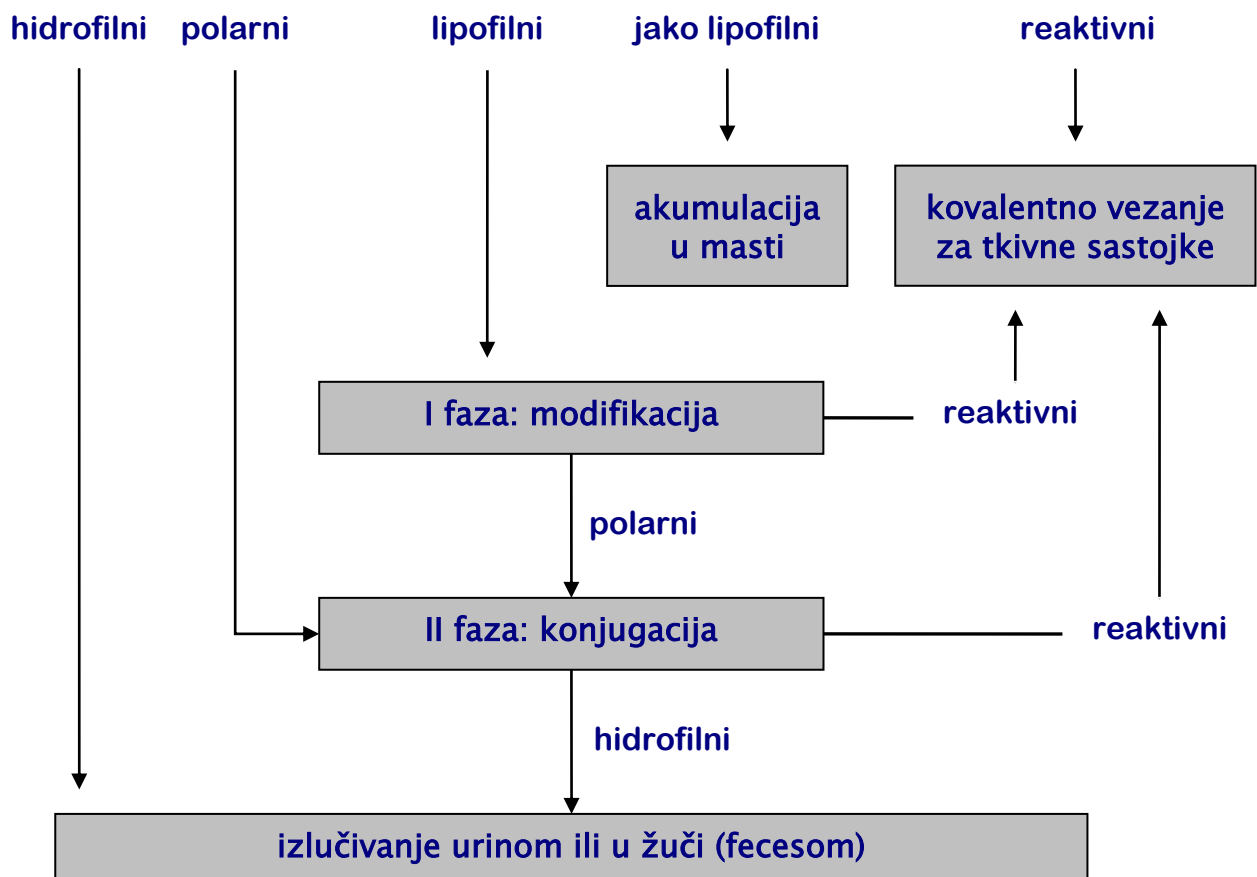 hidrofilni polarni lipofilni jako lipofilni reaktivni
akumulacija
u masti
kovalentno vezanje
za tkivne sastojke
I faza: modifikacija
reaktivni
polarni
II faza: konjugacija
reaktivni
hidrofilni
izlučivanje urinom ili u žuči (fecesom)